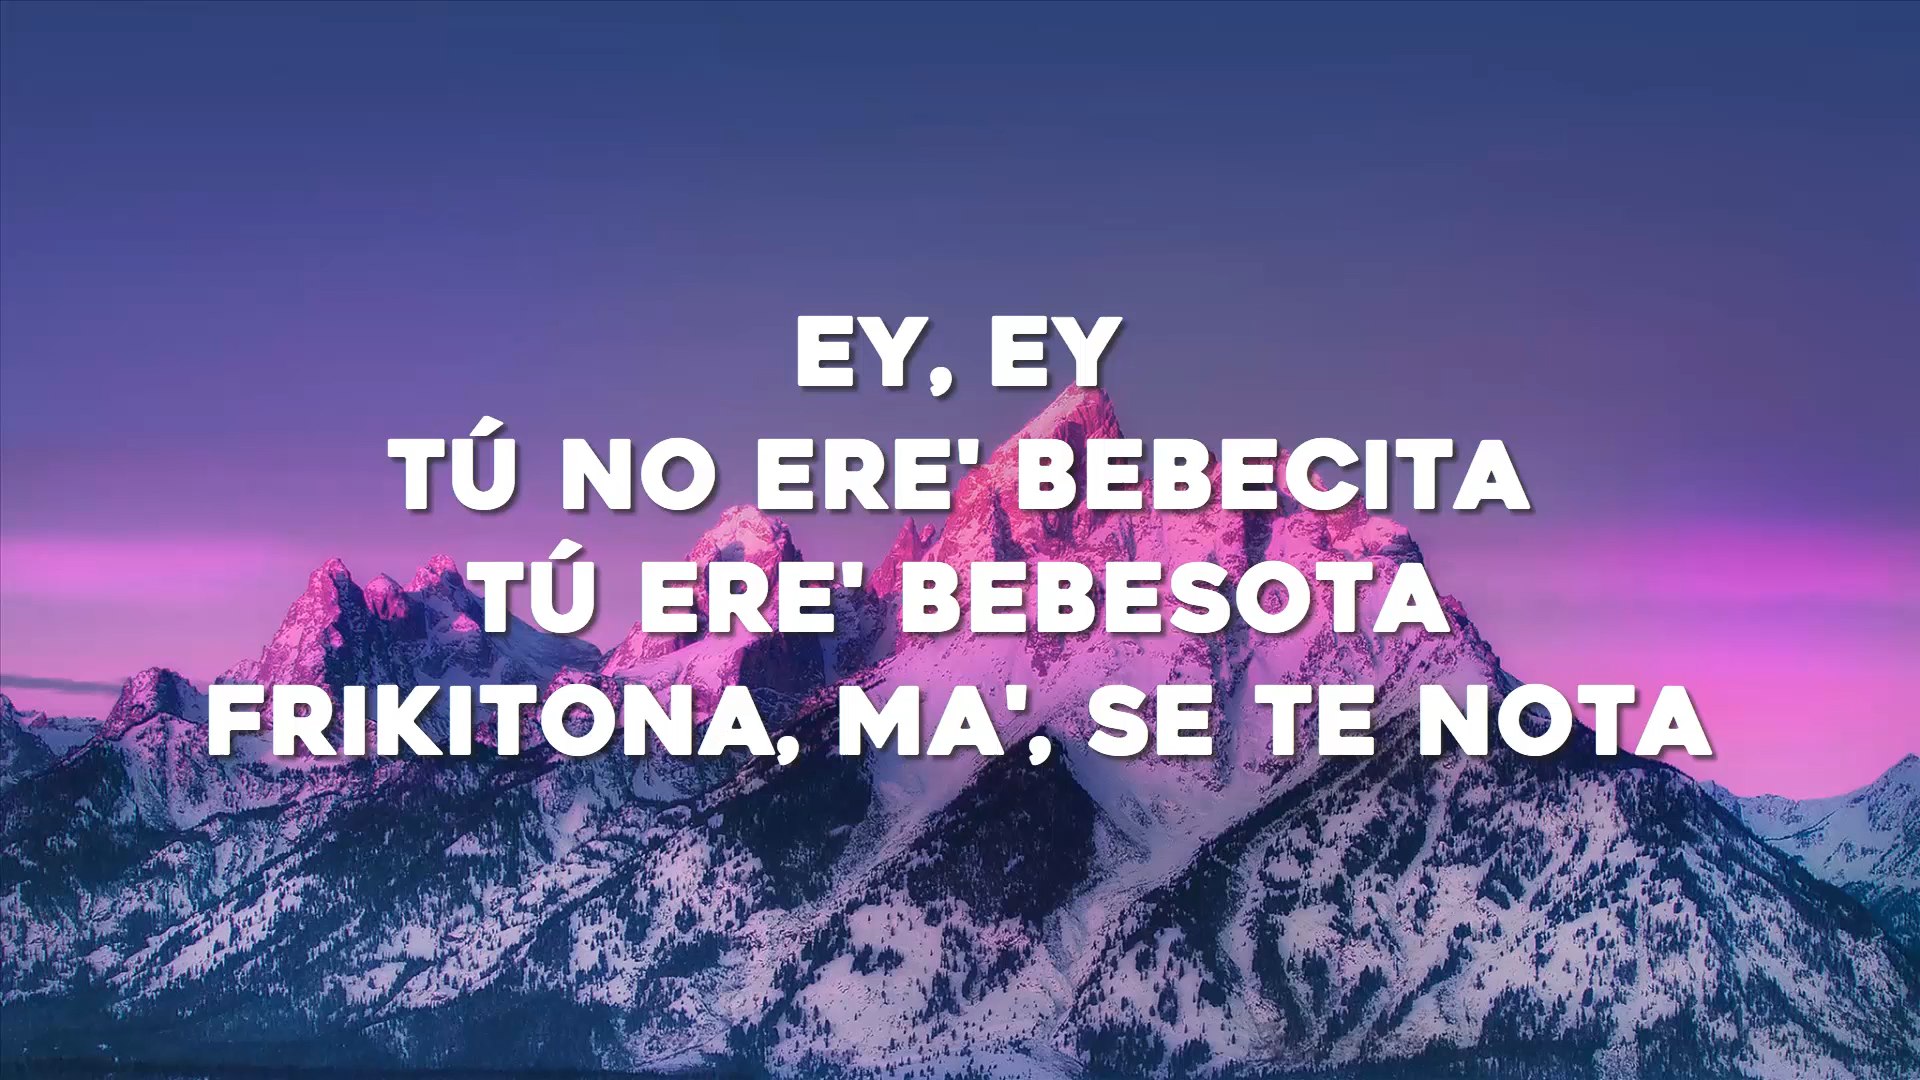 EY, EY
TÚ NO ERE' BEBECITA
TÚ ERE' BEBESOTA
FRIKITONA, MA', SE TE NOTA